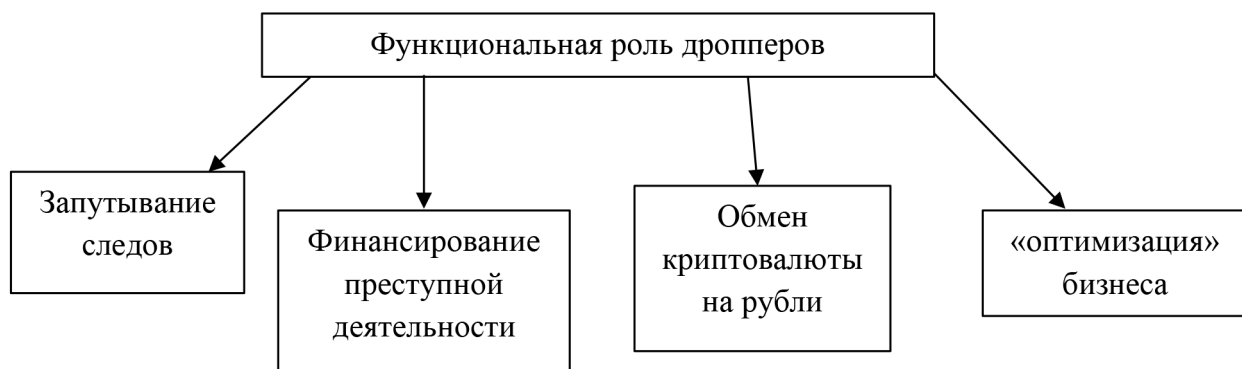 Функциональная роль дропперов
Запутывание
следов
Финансирование
преступной
деятельности
Обмен
криптовалюты
на рубли
«оптимизация»
бизнеса